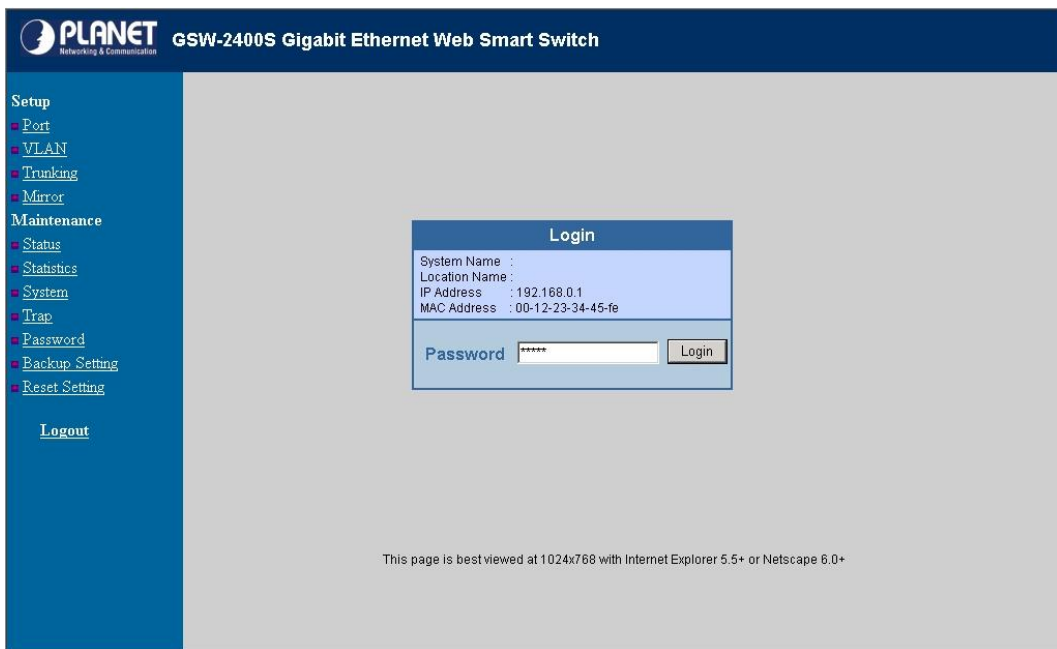 PLANET
Networking & Communication
GSW-2400S Gigabit Ethernet Web Smart Switch
Setup
Port
VLAN
Trunking
Mirror
Maintenance
Status
Statistics
System
Trap
Password
Backup Setting
Reset Setting
Logout
Login
System Name :
Location Name :
IP Address : 192.168.0.1
MAC Address : 00-12-23-34-45-fe
Password ***** Login
This page is best viewed at 1024x768 with Internet Explorer 5.5+ or Netscape 6.0+